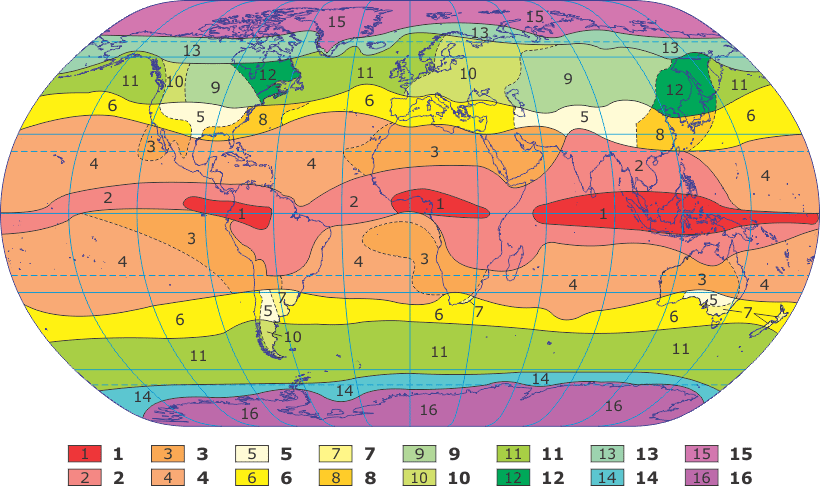 15 15
13 13 13
11 10 9 12 11 10 9 12 11
6 5 8 6 5 8 6
3 4 4 3 2 4
2 2 1 1 1
3 4 4 3 4 3 4
5 7 6 6 7 5 6 7
10 11 11 11
14 14 14
16 16 16
1 1 3 3 5 5 7 7 9 9 11 11 13 13 15 15
2 2 4 4 6 6 8 8 10 10 12 12 14 14 16 16